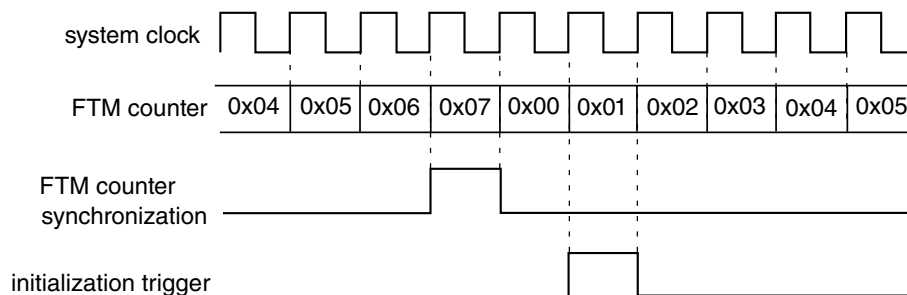 system clock
FTM counter 0x04 0x05 0x06 0x07 0x00 0x01 0x02 0x03 0x04 0x05
FTM counter
synchronization
initialization trigger